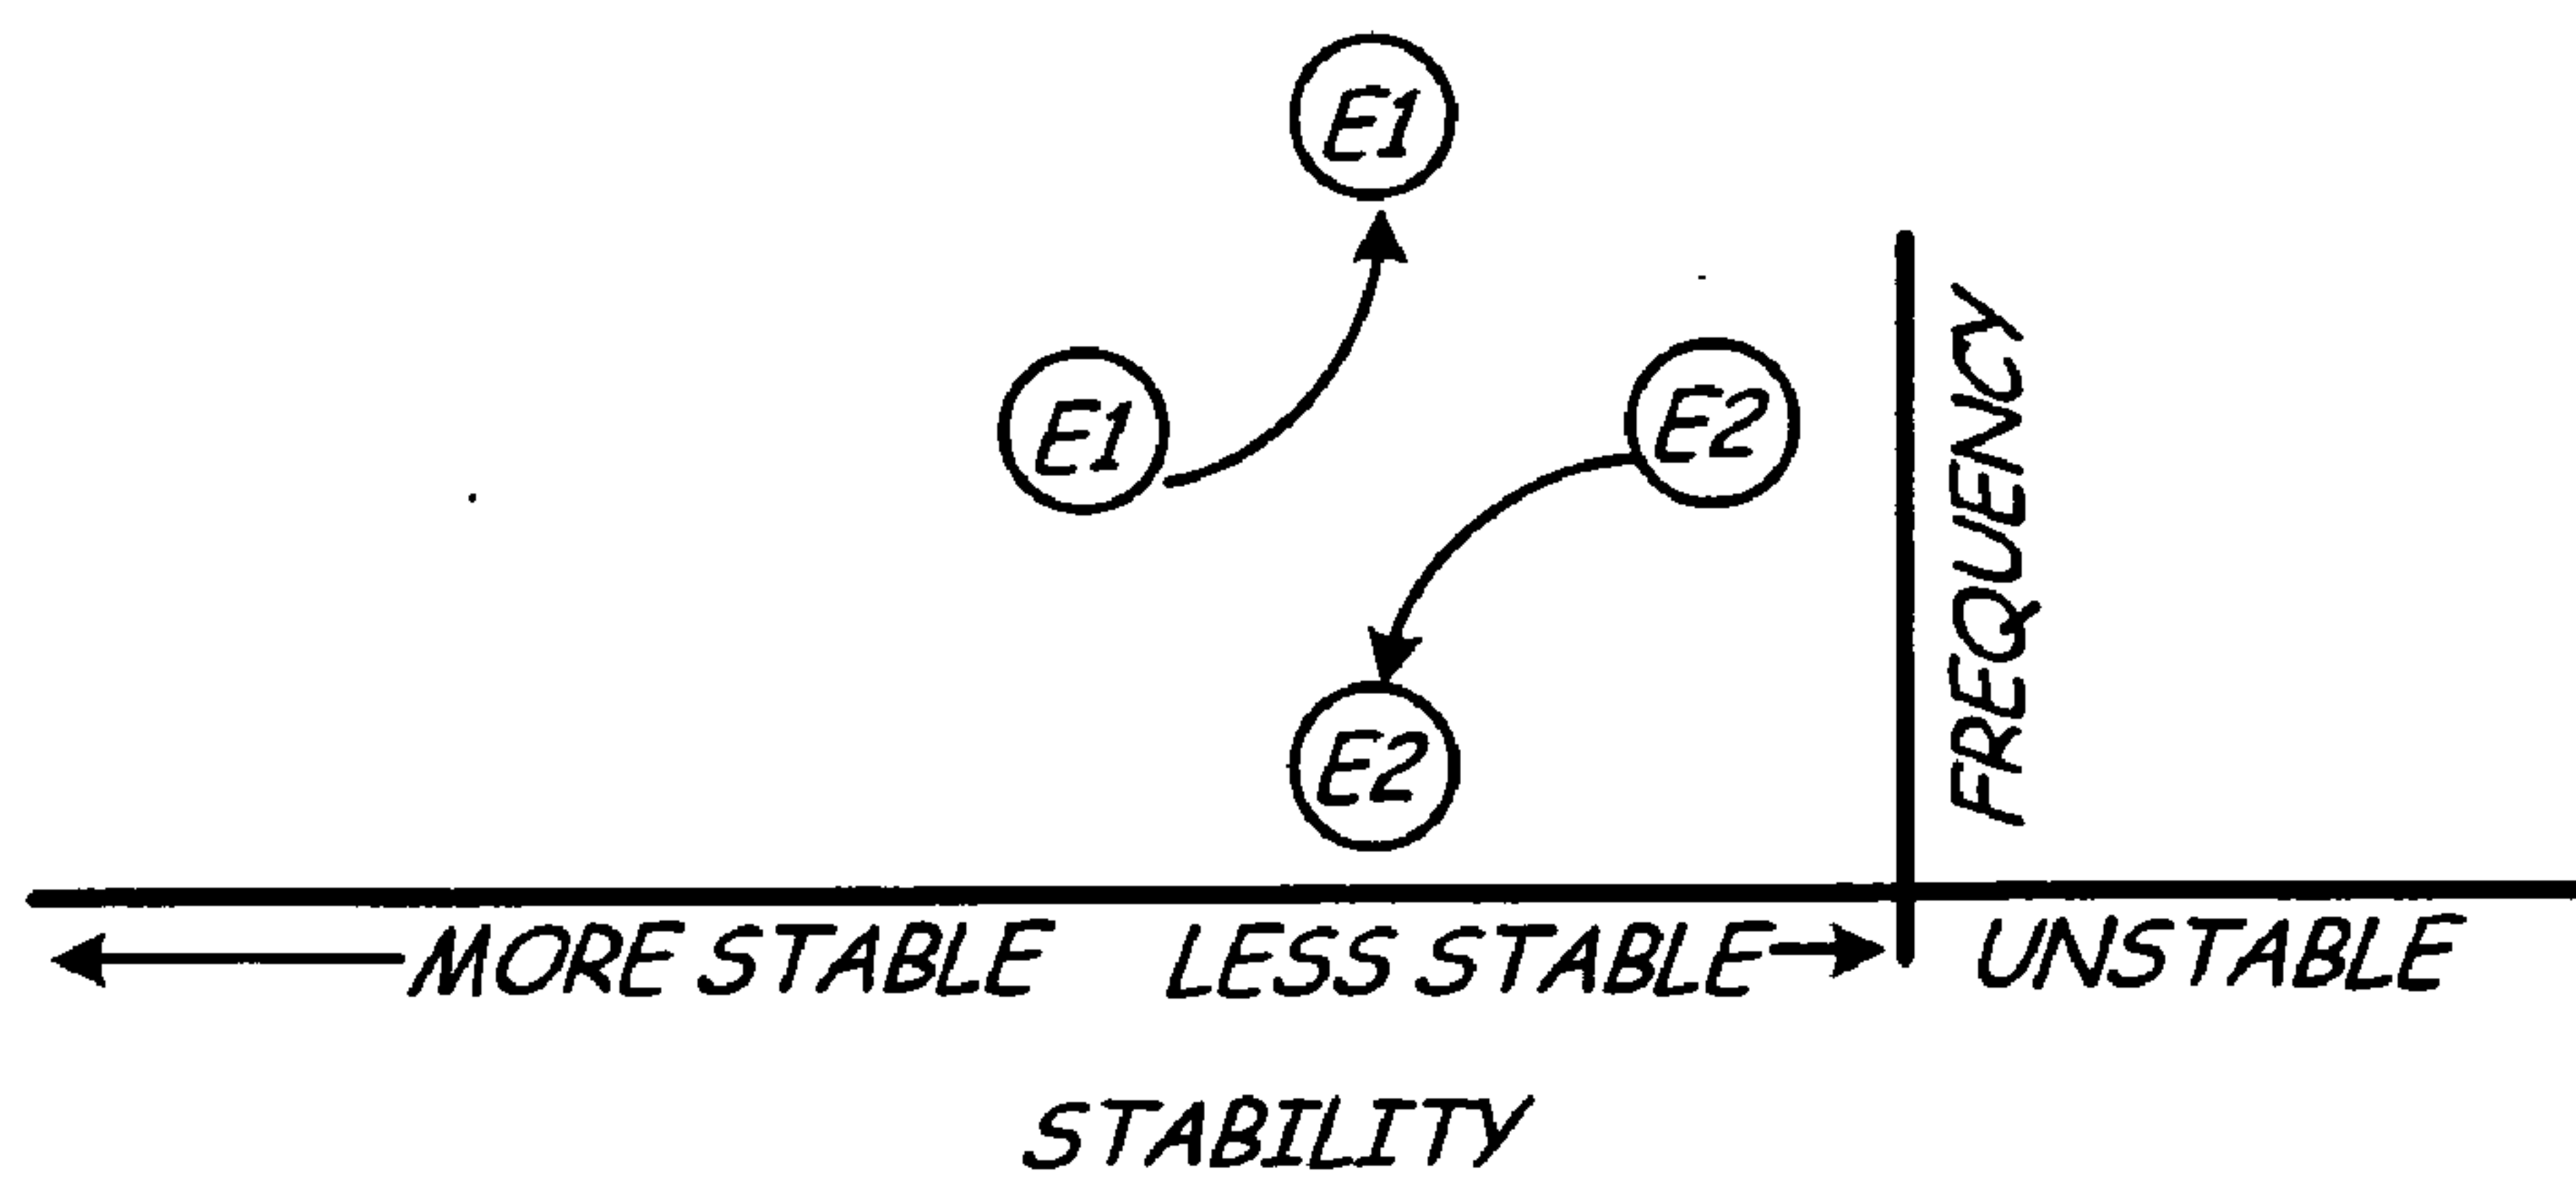 E1
E1
E2
E2
FREQUENCY
MORE STABLE LESS STABLE UNSTABLE
STABILITY